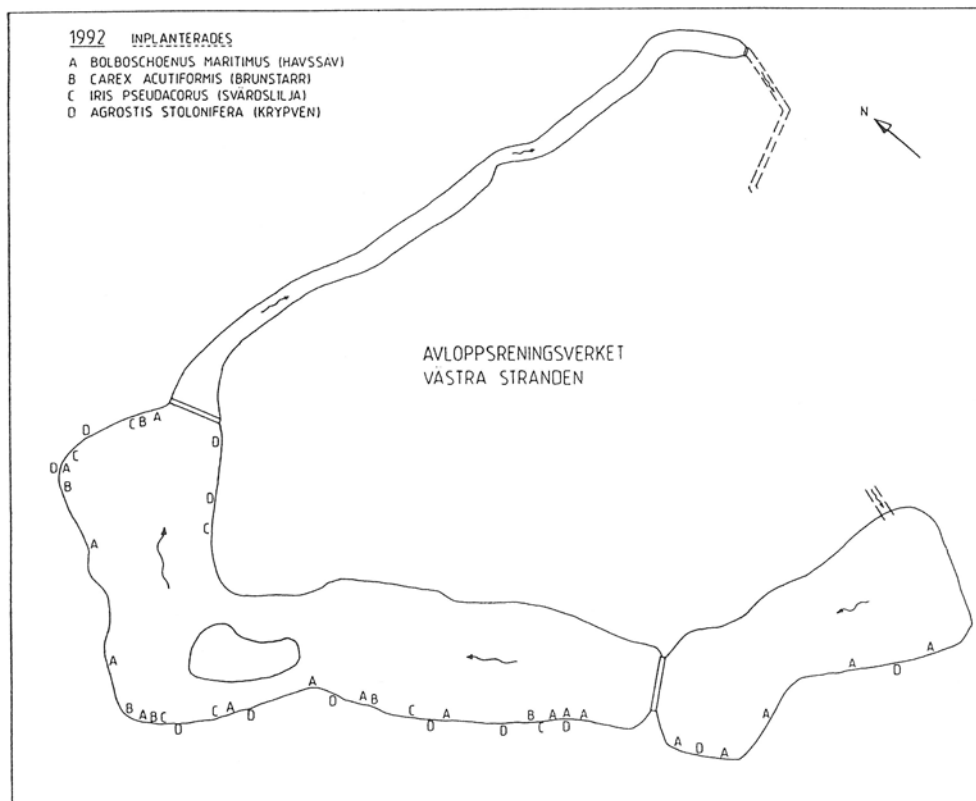 1992 INPLANTERADES
A BOLBOSCHOENUS MARITIMUS (HAVSSAV)
B CAREX ACUTIFORMIS (BRUNSTARR)
C IRIS PSEUDACORUS (SVÄRDSLILJA)
D AGROSTIS STOLONIFERA (KRYPVEN)
N
AVLOPPSRENINGSVERKET
VÄSTRA STRANDEN
D C B A
D
C
D A
B
D
C
A
A
A
D
A
B A B C
D
C A
D
A
D
A B
C A
D
D
B A A A
C D
A
A D A